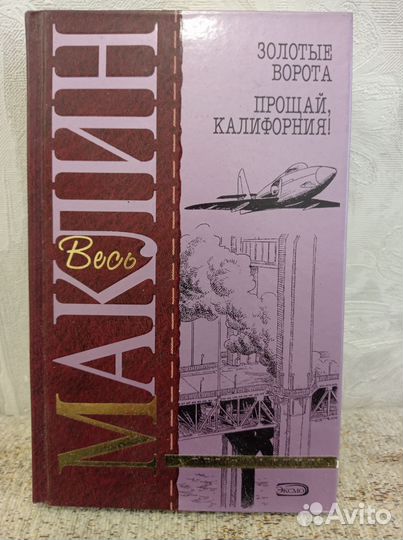 МАКЛИН
Весь
ЗОЛОТЫЕ
ВОРОТА
ПРОЩАЙ,
КАЛИФОРНИЯ!
ЭКСМО
Avito